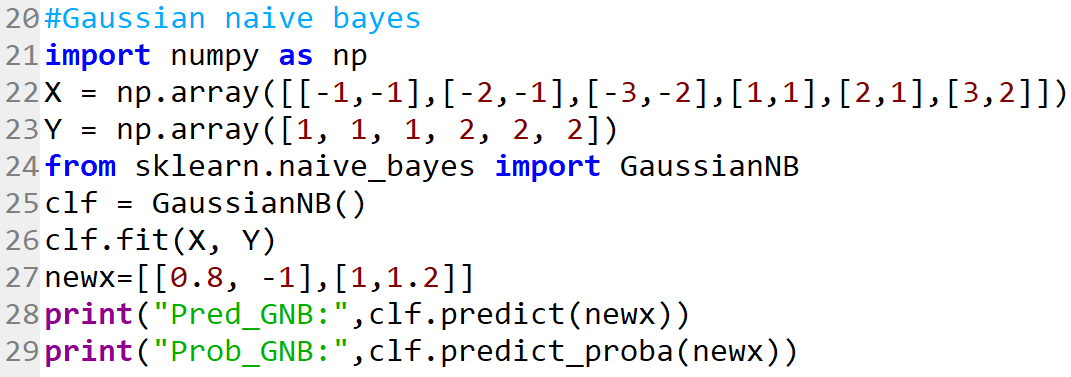 20 #Gaussian naive bayes
21 import numpy as np
22 X = np.array([[-1,-1],[-2,-1],[-3,-2],[1,1],[2,1],[3,2]])
23 Y = np.array([1, 1, 1, 2, 2, 2])
24 from sklearn.naive_bayes import GaussianNB
25 clf = GaussianNB()
26 clf.fit(X, Y)
27 newx=[[0.8, -1],[1,1.2]]
28 print("Pred_GNB:",clf.predict(newx))
29 print("Prob_GNB:",clf.predict_proba(newx))